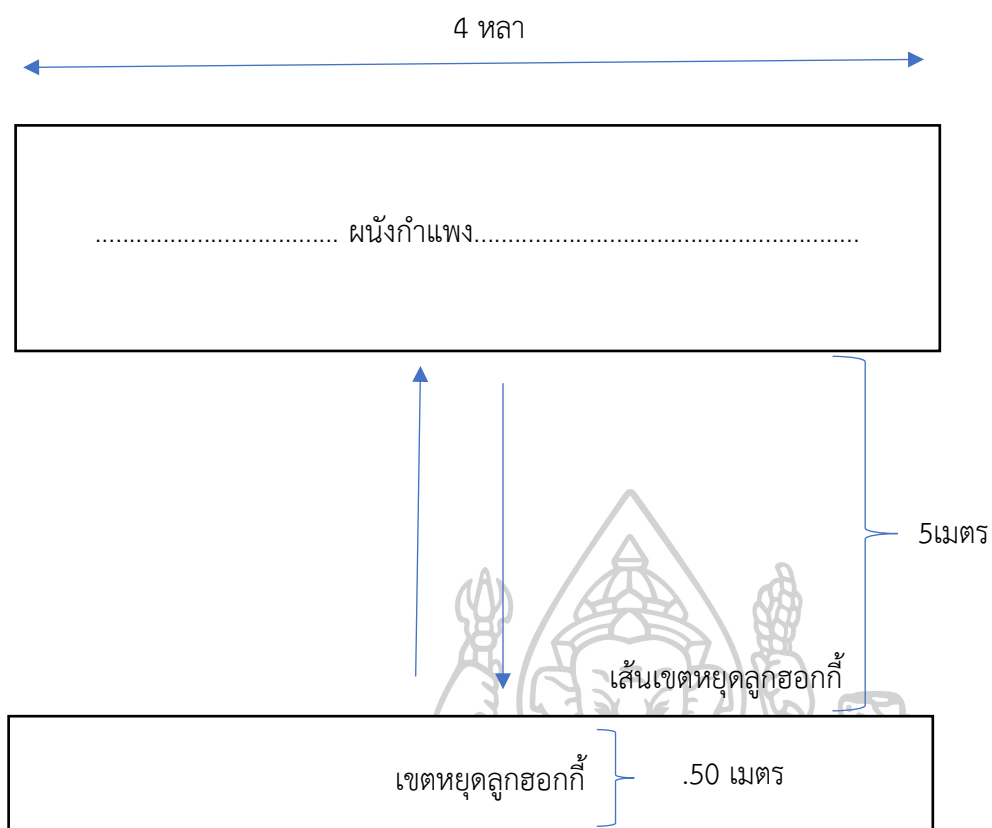 4 หลา
.................................... ผนังกำแพง.........................................................
5เมตร
เส้นเขตหยุดลูกฮอกกี้
เขตหยุดลูกฮอกกี้ .50 เมตร